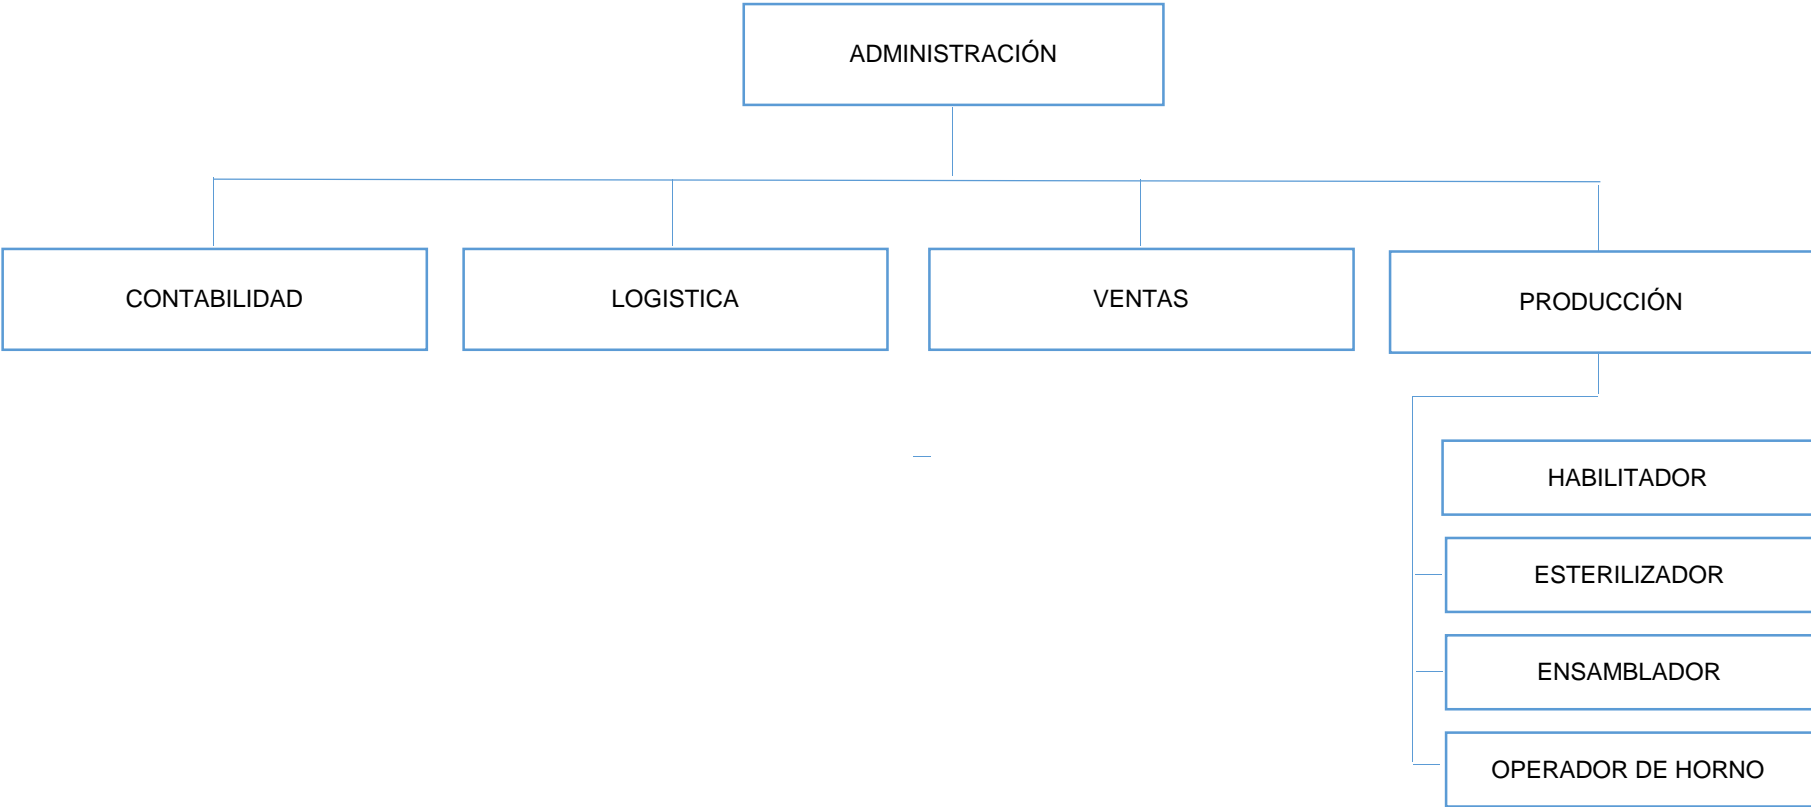 ADMINISTRACIÓN
CONTABILIDAD
LOGISTICA
VENTAS
PRODUCCIÓN
HABILITADOR
ESTERILIZADOR
ENSAMBLADOR
OPERADOR DE HORNO